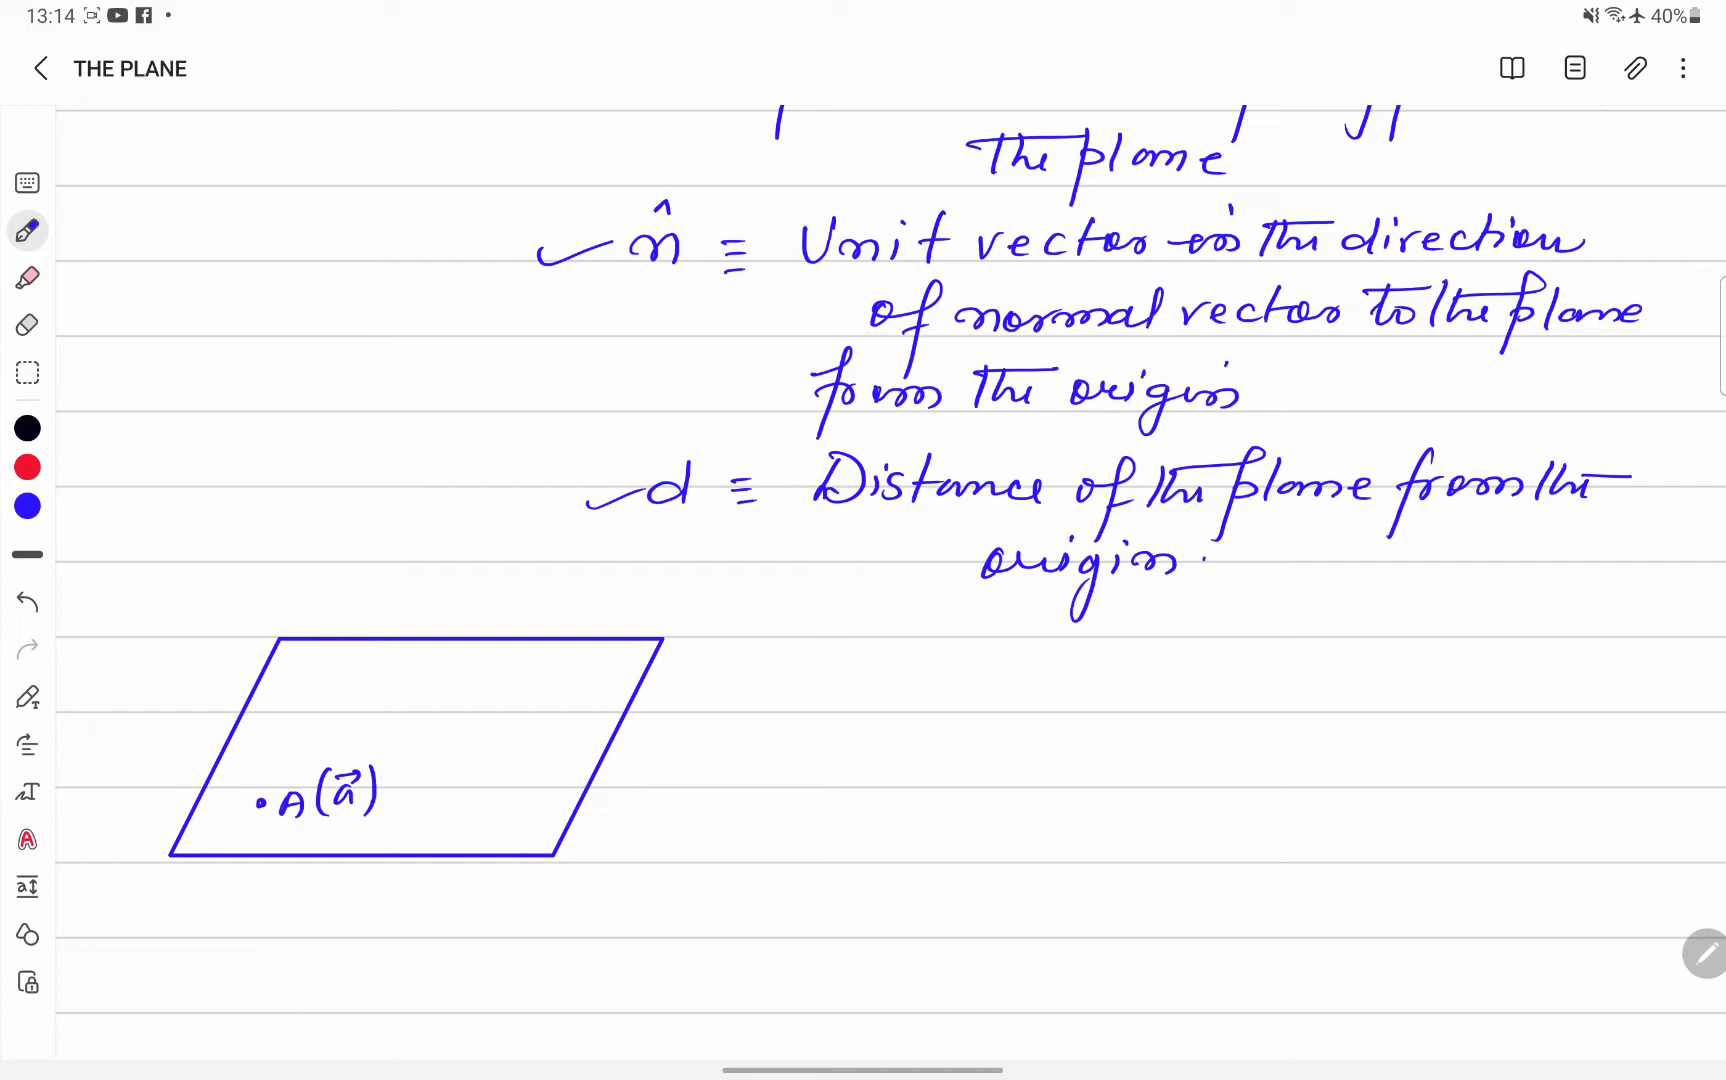 13:14
40%
THE PLANE
the plane
n̂ ≡ Unit vector in the direction
of normal vector to the plane
from the origin
d ≡ Distance of the plane from the
origin.
• A(a⃗)